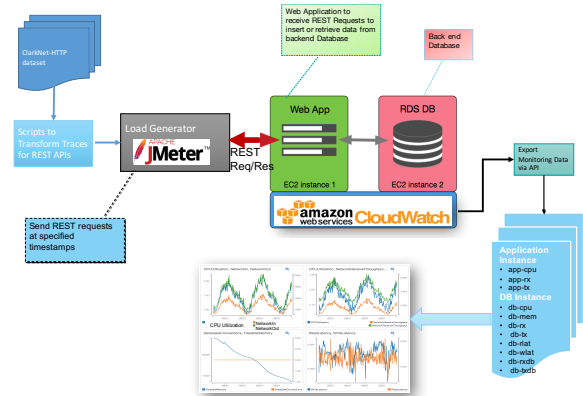 ClarkNet-HTTP
dataset
Web Application to
receive REST Requests to
insert or retrieve data from
backend Database
Back end
Database
Scripts to
Transform Traces
for REST APIs
Load Generator
APACHE
JMeter™
REST
Req/Res
Web App
EC2 instance 1
RDS DB
EC2 instance 2
amazon
webservices
CloudWatch
Export
Monitoring Data
via API
Send REST requests
at specified
timestamps
Application
Instance
• app-cpu
• app-rx
• app-tx
DB Instance
• db-cpu
• db-mem
• db-rx
• db-tx
• db-rlat
• db-wlat
• db-rxdb
• db-txdb
CPU Utilization
NetworkIn
NetworkOut